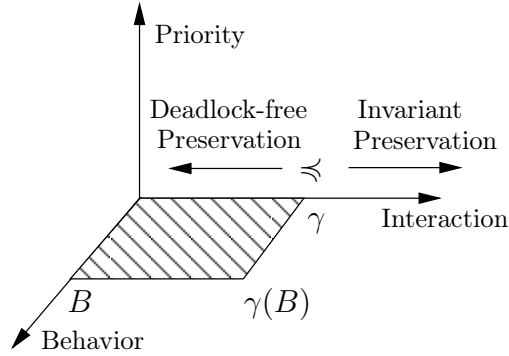 Priority
Deadlock-free
Preservation
Invariant
Preservation
≼
γ
Interaction
B
γ(B)
Behavior